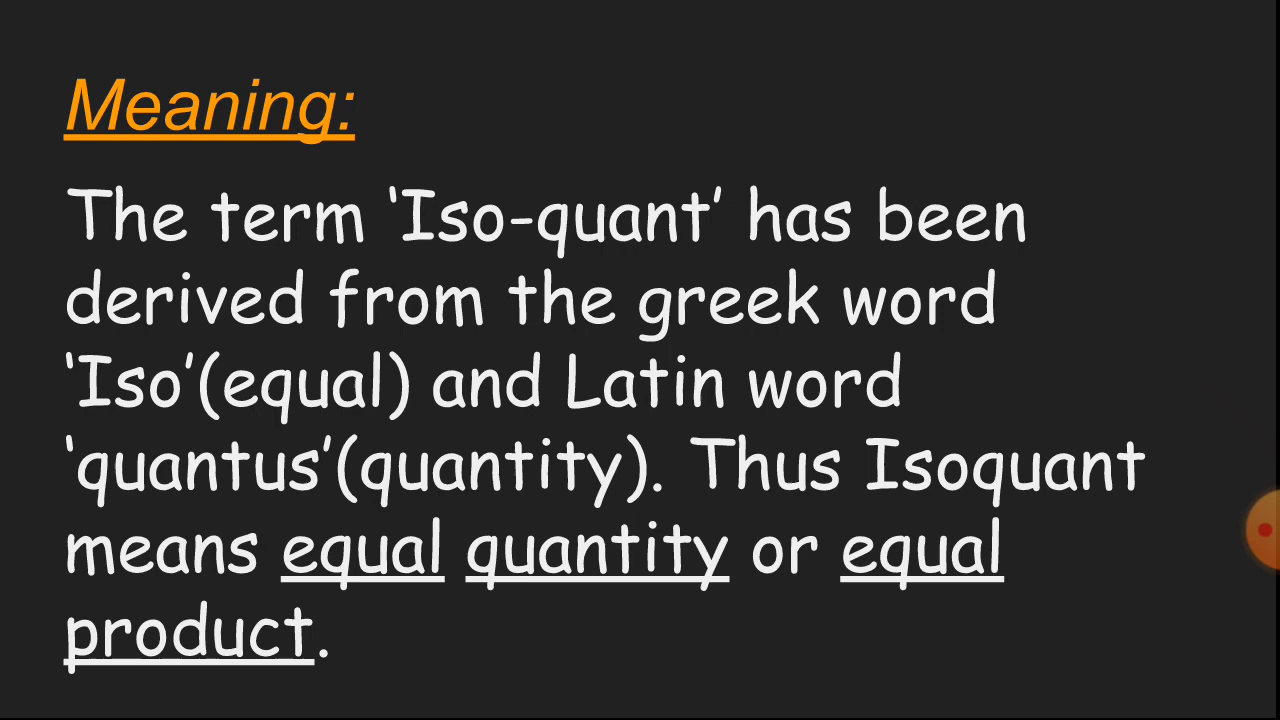 Meaning:
The term ‘Iso-quant’ has been
derived from the greek word
‘Iso’(equal) and Latin word
‘quantus’(quantity). Thus Isoquant
means equal quantity or equal
product.